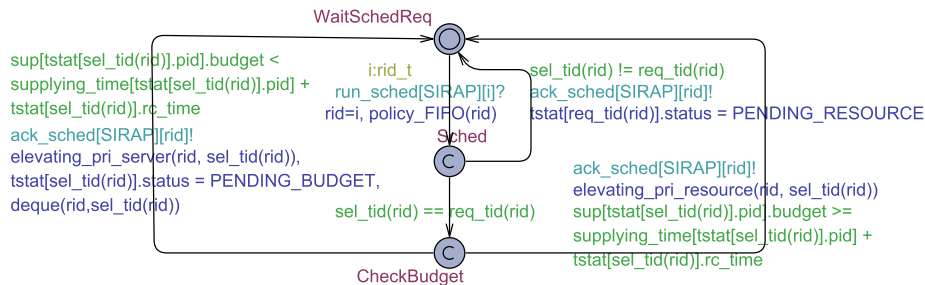 WaitSchedReq
sup[tstat[sel_tid(rid)].pid].budget <
supplying_time[tstat[sel_tid(rid)].pid] +
tstat[sel_tid(rid)].rc_time
ack_sched[SIRAP][rid]!
elevating_pri_server(rid, sel_tid(rid)),
tstat[sel_tid(rid)].status = PENDING_BUDGET,
deque(rid,sel_tid(rid))
i:rid_t
run_sched[SIRAP][i]?
rid=i, policy_FIFO(rid)
sel_tid(rid) != req_tid(rid)
ack_sched[SIRAP][rid]!
tstat[req_tid(rid)].status = PENDING_RESOURCE
Sched
C
sel_tid(rid) == req_tid(rid)
ack_sched[SIRAP][rid]!
elevating_pri_resource(rid, sel_tid(rid))
sup[tstat[sel_tid(rid)].pid].budget >=
supplying_time[tstat[sel_tid(rid)].pid] +
tstat[sel_tid(rid)].rc_time
C
CheckBudget